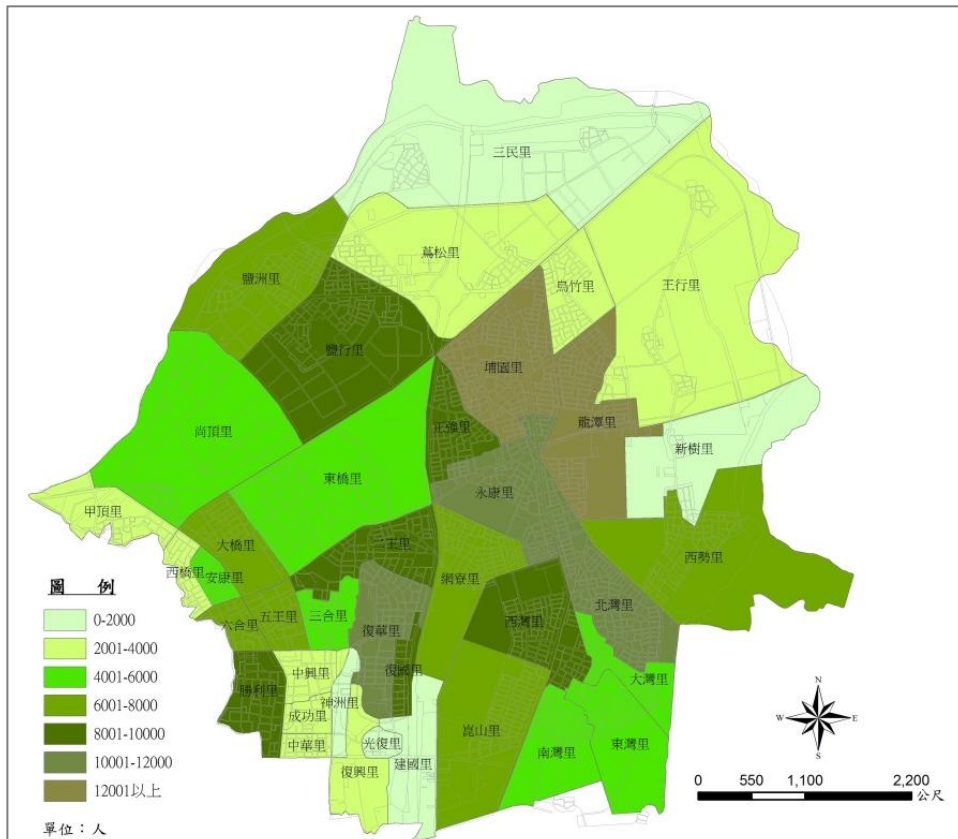 三民里
蔦松里
鹽洲里
烏竹里
王行里
鹽行里
埔園里
尚頂里
正強里
龍潭里
新樹里
東橋里
永康里
甲頂里
大橋里
二王里
西勢里
西橋里
安康里
網寮里
六合里
五王里
三合里
復華里
西灣里
北灣里
勝利里
中興里
復國里
大灣里
神洲里
成功里
中華里
光復里
崑山里
南灣里
東灣里
復興里
建國里
圖 例
0-2000
2001-4000
4001-6000
6001-8000
8001-10000
10001-12000
12001以上
單位：人
N
W
E
S
0 550 1,100 2,200
公尺